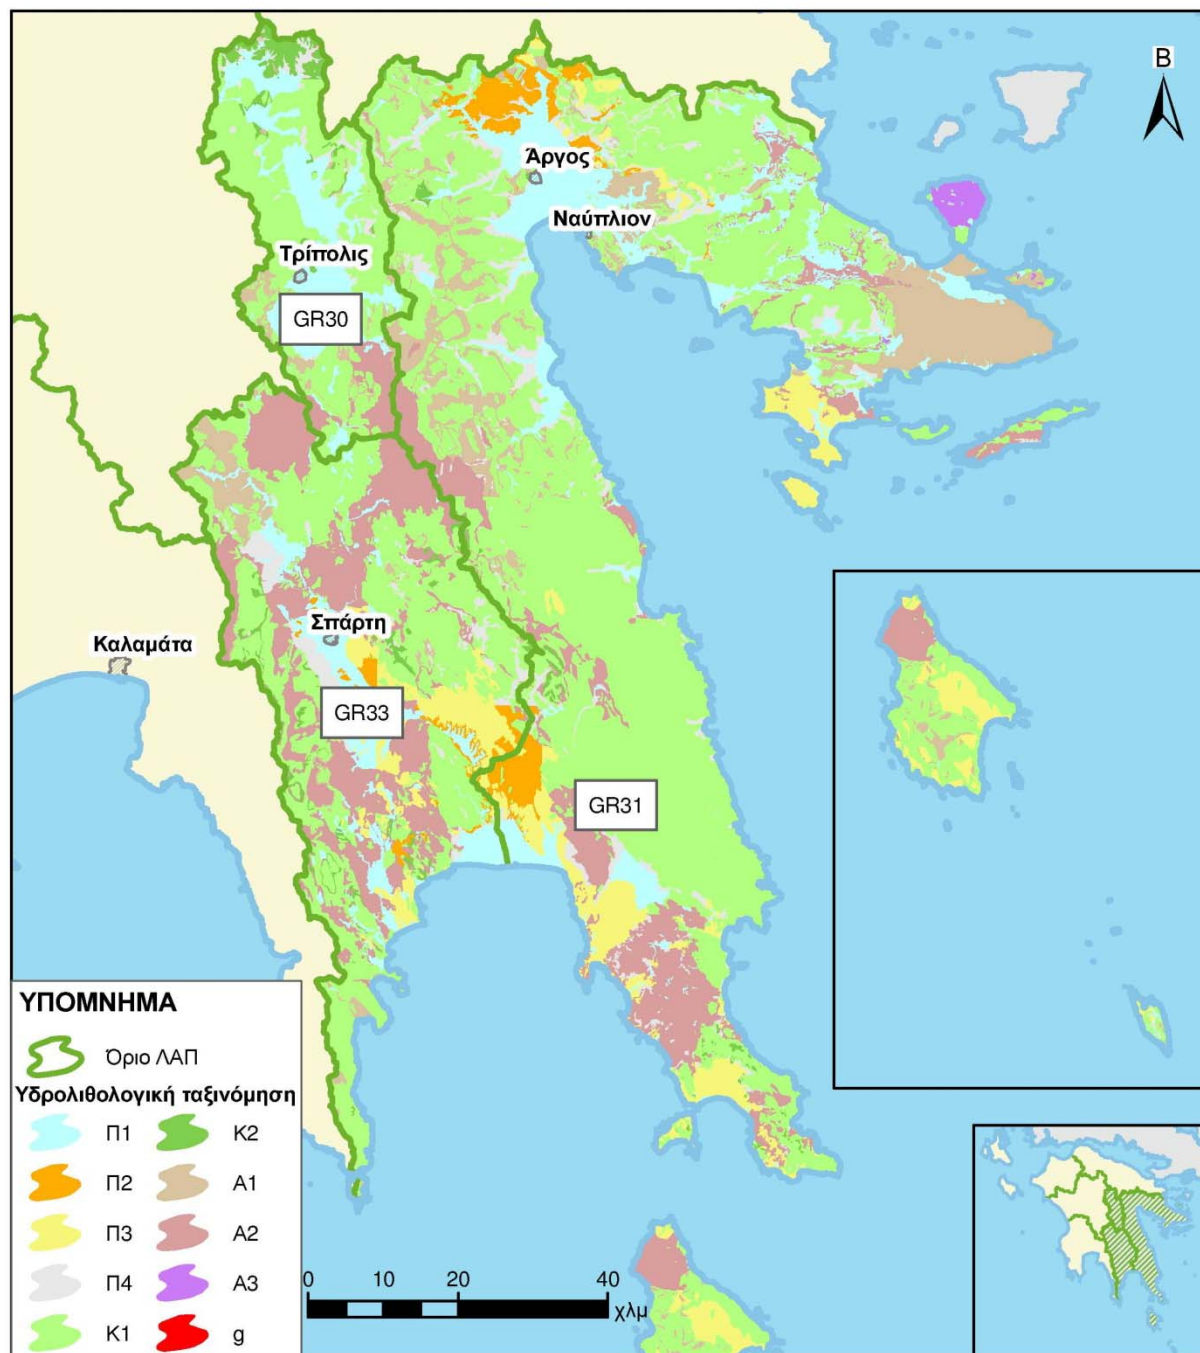 Β
Άργος
Ναύπλιον
Τρίπολις
GR30
Σπάρτη
Καλαμάτα
GR33
GR31
ΥΠΟΜΝΗΜΑ
Όριο ΛΑΠ
Υδρολιθολογική ταξινόμηση
Π1 Κ2
Π2 Α1
Π3 Α2
Π4 Α3
Κ1 g
0 10 20 40
χλμ